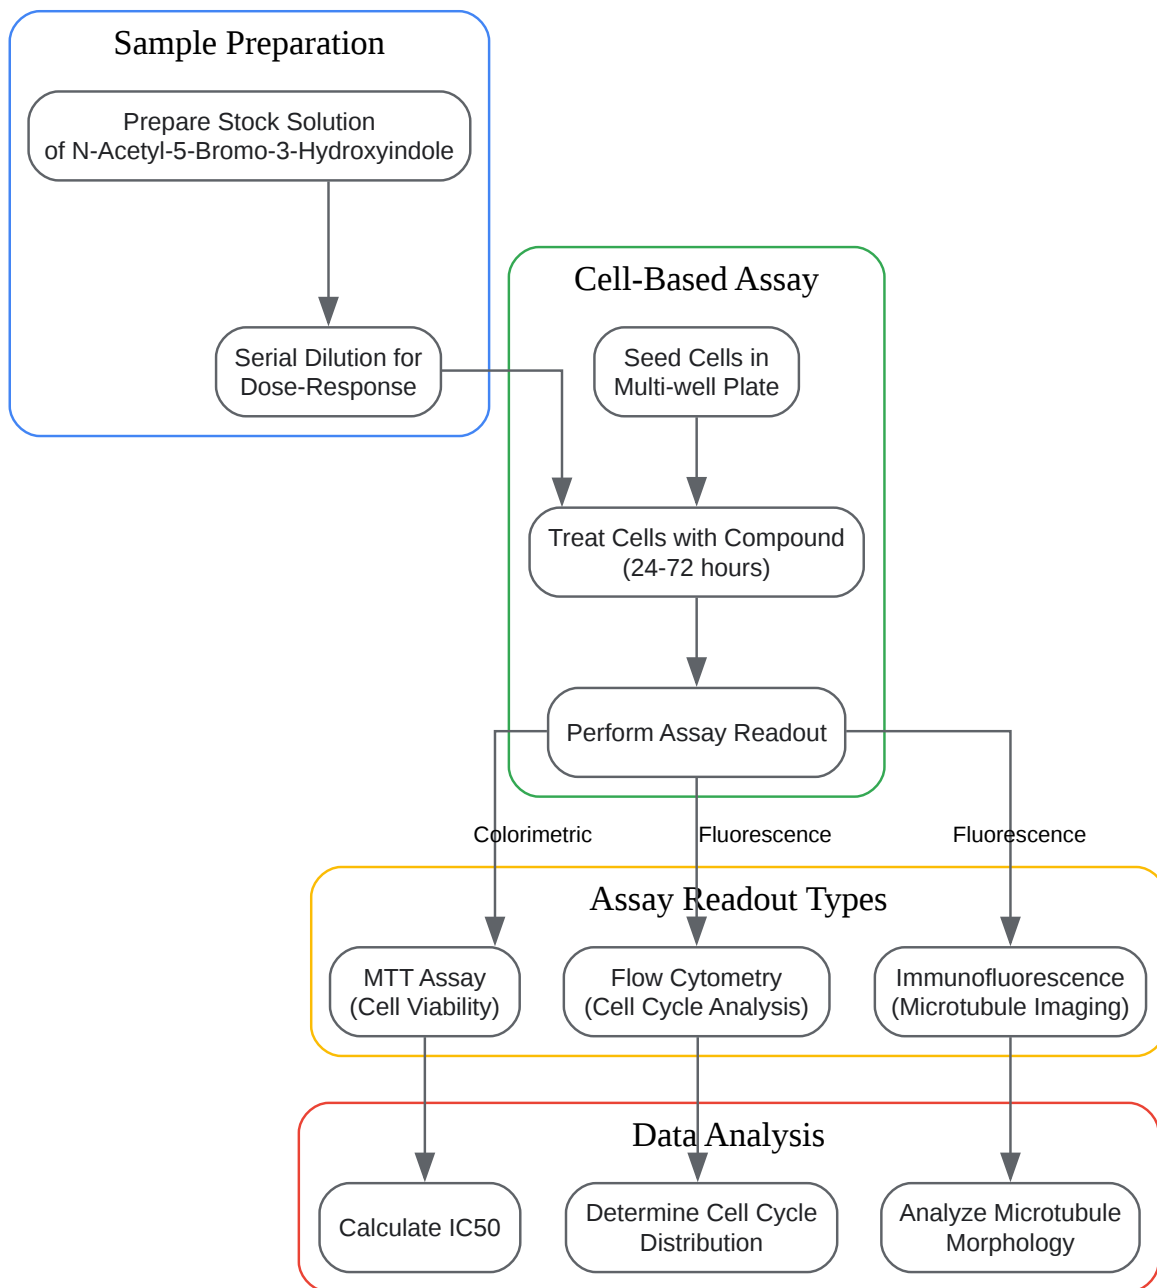 Sample Preparation
Prepare Stock Solution
of N-Acetyl-5-Bromo-3-Hydroxyindole
Serial Dilution for
Dose-Response
Cell-Based Assay
Seed Cells in
Multi-well Plate
Treat Cells with Compound
(24-72 hours)
Perform Assay Readout
Colorimetric
Fluorescence
Fluorescence
Assay Readout Types
MTT Assay
(Cell Viability)
Flow Cytometry
(Cell Cycle Analysis)
Immunofluorescence
(Microtubule Imaging)
Data Analysis
Calculate IC50
Determine Cell Cycle
Distribution
Analyze Microtubule
Morphology